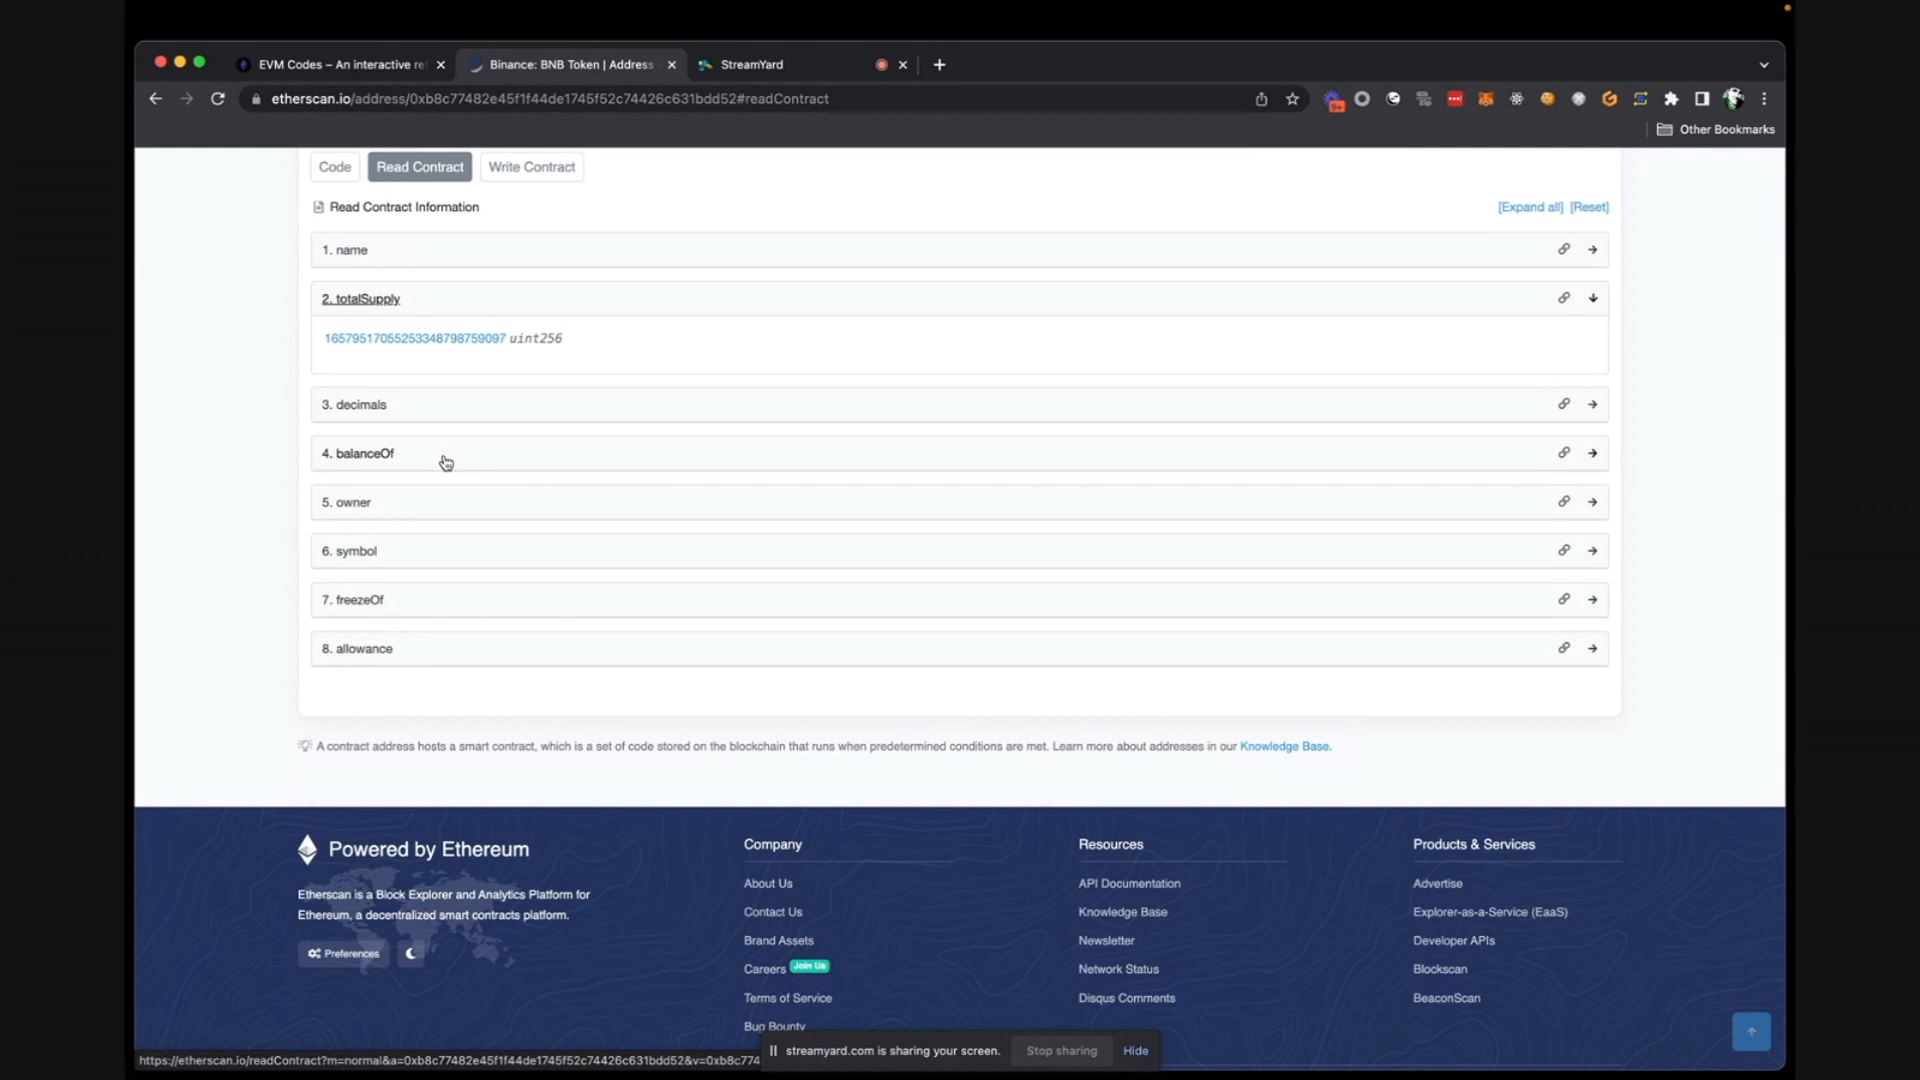 EVM Codes – An interactive re
Binance: BNB Token | Address
StreamYard
etherscan.io/address/0xb8c77482e45f1f44de1745f52c74426c631bdd52#readContract
9+
Other Bookmarks
Code
Read Contract
Write Contract
Read Contract Information
[Expand all] [Reset]
1. name
2. totalSupply
16579517055253348798759097 uint256
3. decimals
4. balanceOf
5. owner
6. symbol
7. freezeOf
8. allowance
A contract address hosts a smart contract, which is a set of code stored on the blockchain that runs when predetermined conditions are met. Learn more about addresses in our Knowledge Base.
Powered by Ethereum
Etherscan is a Block Explorer and Analytics Platform for
Ethereum, a decentralized smart contracts platform.
Preferences
Company
About Us
Contact Us
Brand Assets
Careers Join Us
Terms of Service
Bug Bounty
Resources
API Documentation
Knowledge Base
Newsletter
Network Status
Disqus Comments
Products & Services
Advertise
Explorer-as-a-Service (EaaS)
Developer APIs
Blockscan
BeaconScan
streamyard.com is sharing your screen.
Stop sharing
Hide
https://etherscan.io/readContract?m=normal&a=0xb8c77482e45f1f44de1745f52c74426c631bdd52&v=0xb8c774